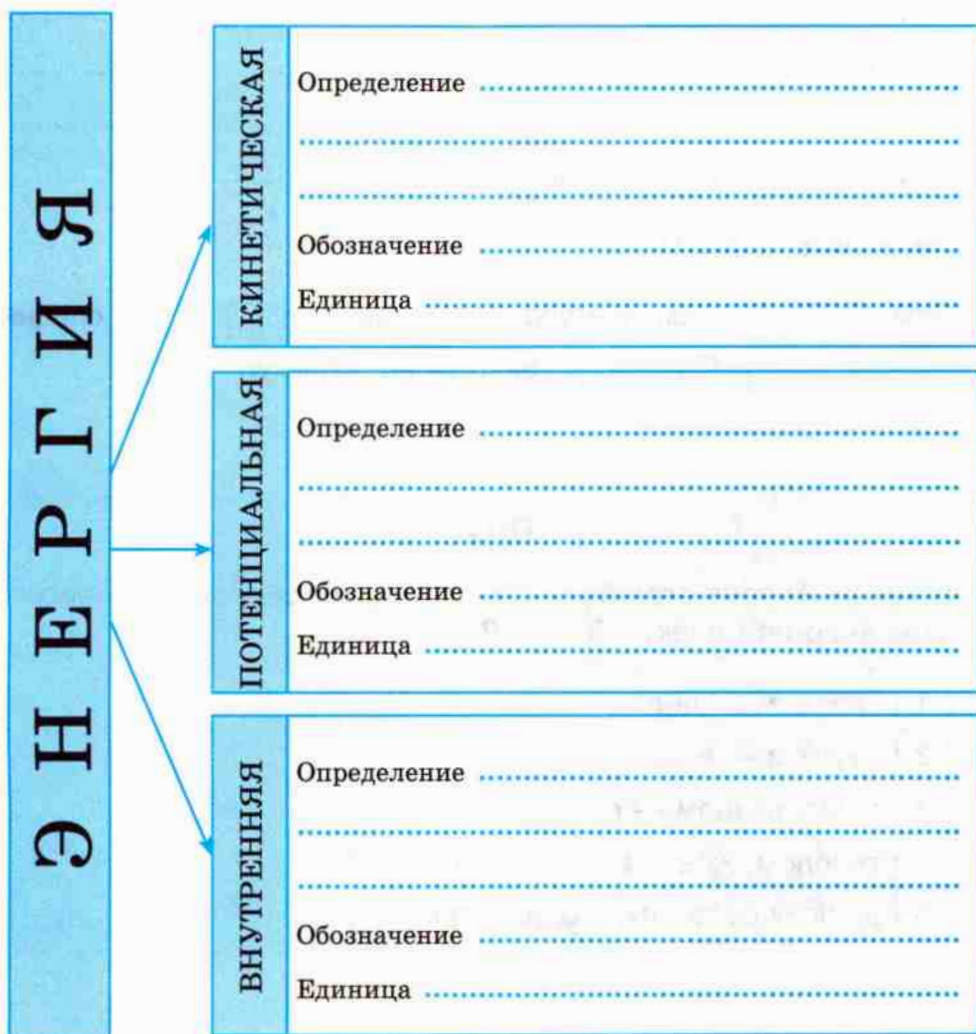 ЭНЕРГИЯ
КИНЕТИЧЕСКАЯ
Определение
Обозначение
Единица
ПОТЕНЦИАЛЬНАЯ
Определение
Обозначение
Единица
ВНУТРЕННЯЯ
Определение
Обозначение
Единица